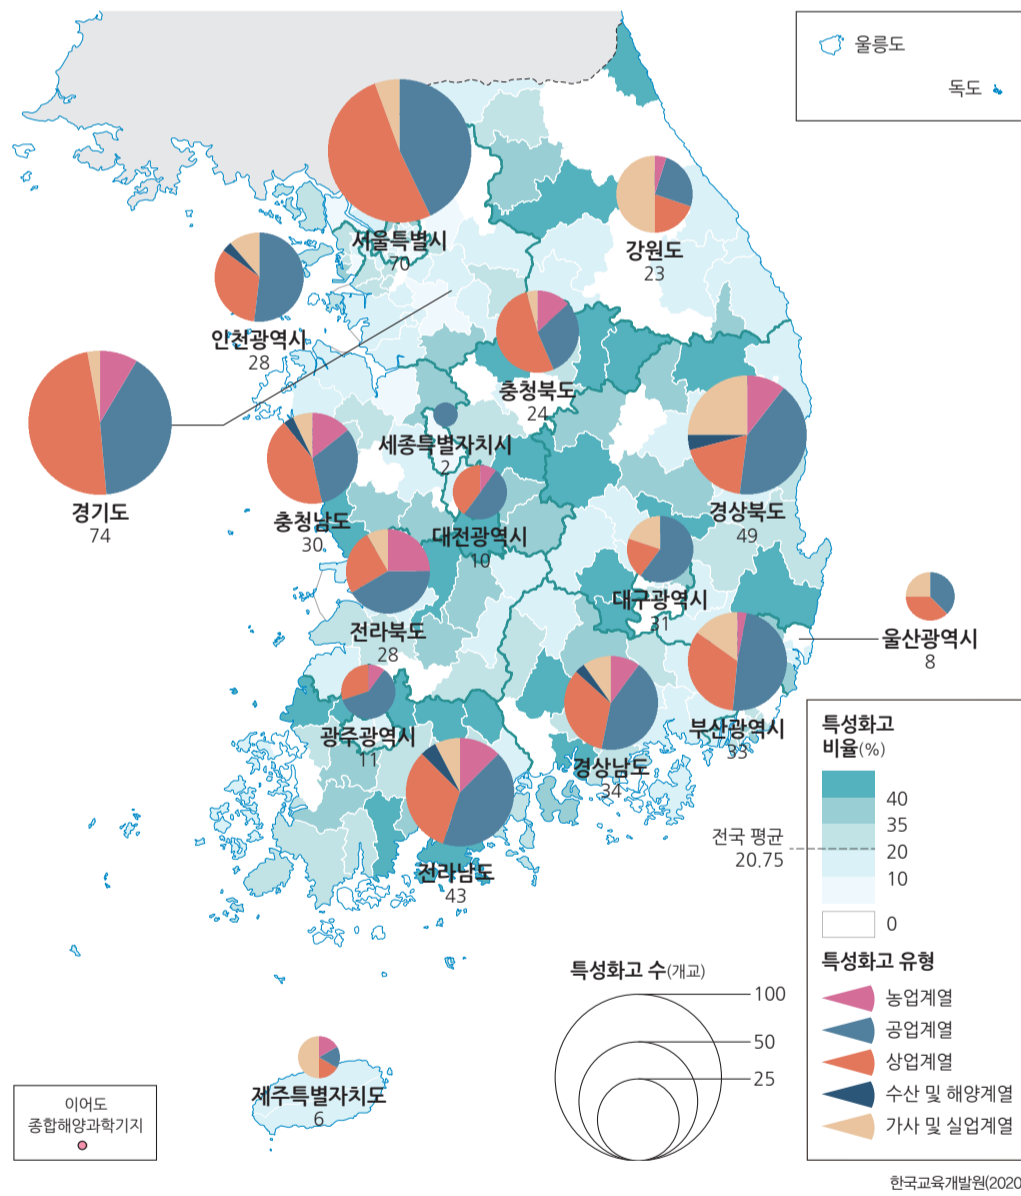 울릉도
독도
서울특별시
70
강원도
23
인천광역시
28
충청북도
24
세종특별자치시
2
경기도
74
충청남도
30
대전광역시
10
경상북도
49
대구광역시
31
전라북도
28
울산광역시
8
광주광역시
11
부산광역시
33
경상남도
34
전라남도
43
제주특별자치도
6
특성화고
비율(%)
40
35
20
10
0
전국 평균
20.75
특성화고 유형
농업계열
공업계열
상업계열
수산 및 해양계열
가사 및 실업계열
특성화고 수(개교)
100
50
25
이어도
종합해양과학기지
한국교육개발원(2020